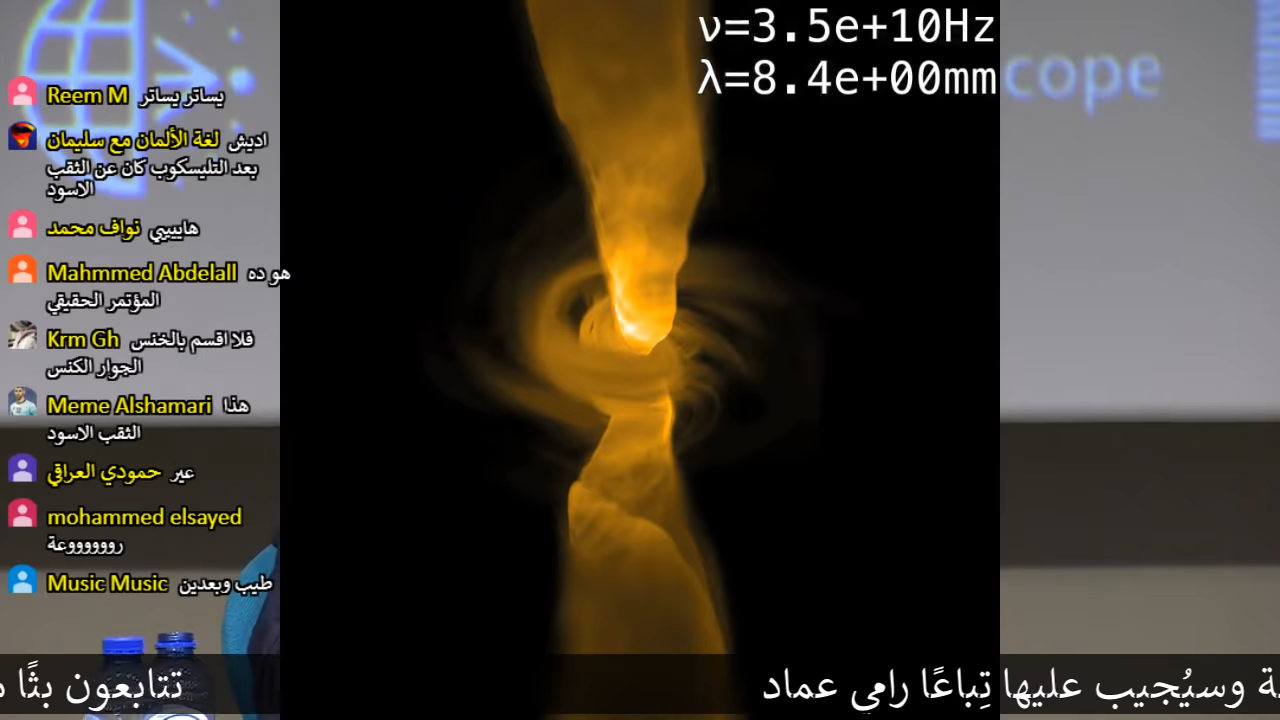 ν=3.5e+10Hz
λ=8.4e+00mm
cope
Reem M يساتر يساتر
لغة الألمان مع سليمان اديش
بعد التليسكوب كان عن الثقب
الاسود
نواف محمد هاييييي
Mahmmed Abdelall هو ده
المؤتمر الحقيقي
Krm Gh فلا اقسم بالخنس
الجوار الكنس
Meme Alshamari هذا
الثقب الاسود
حمودي العراقي عير
mohammed elsayed
رووووووعة
Music Music طيب وبعدين
ة وسيُجيب عليها تِباعًا رامي عماد
تتابعون بثًا م